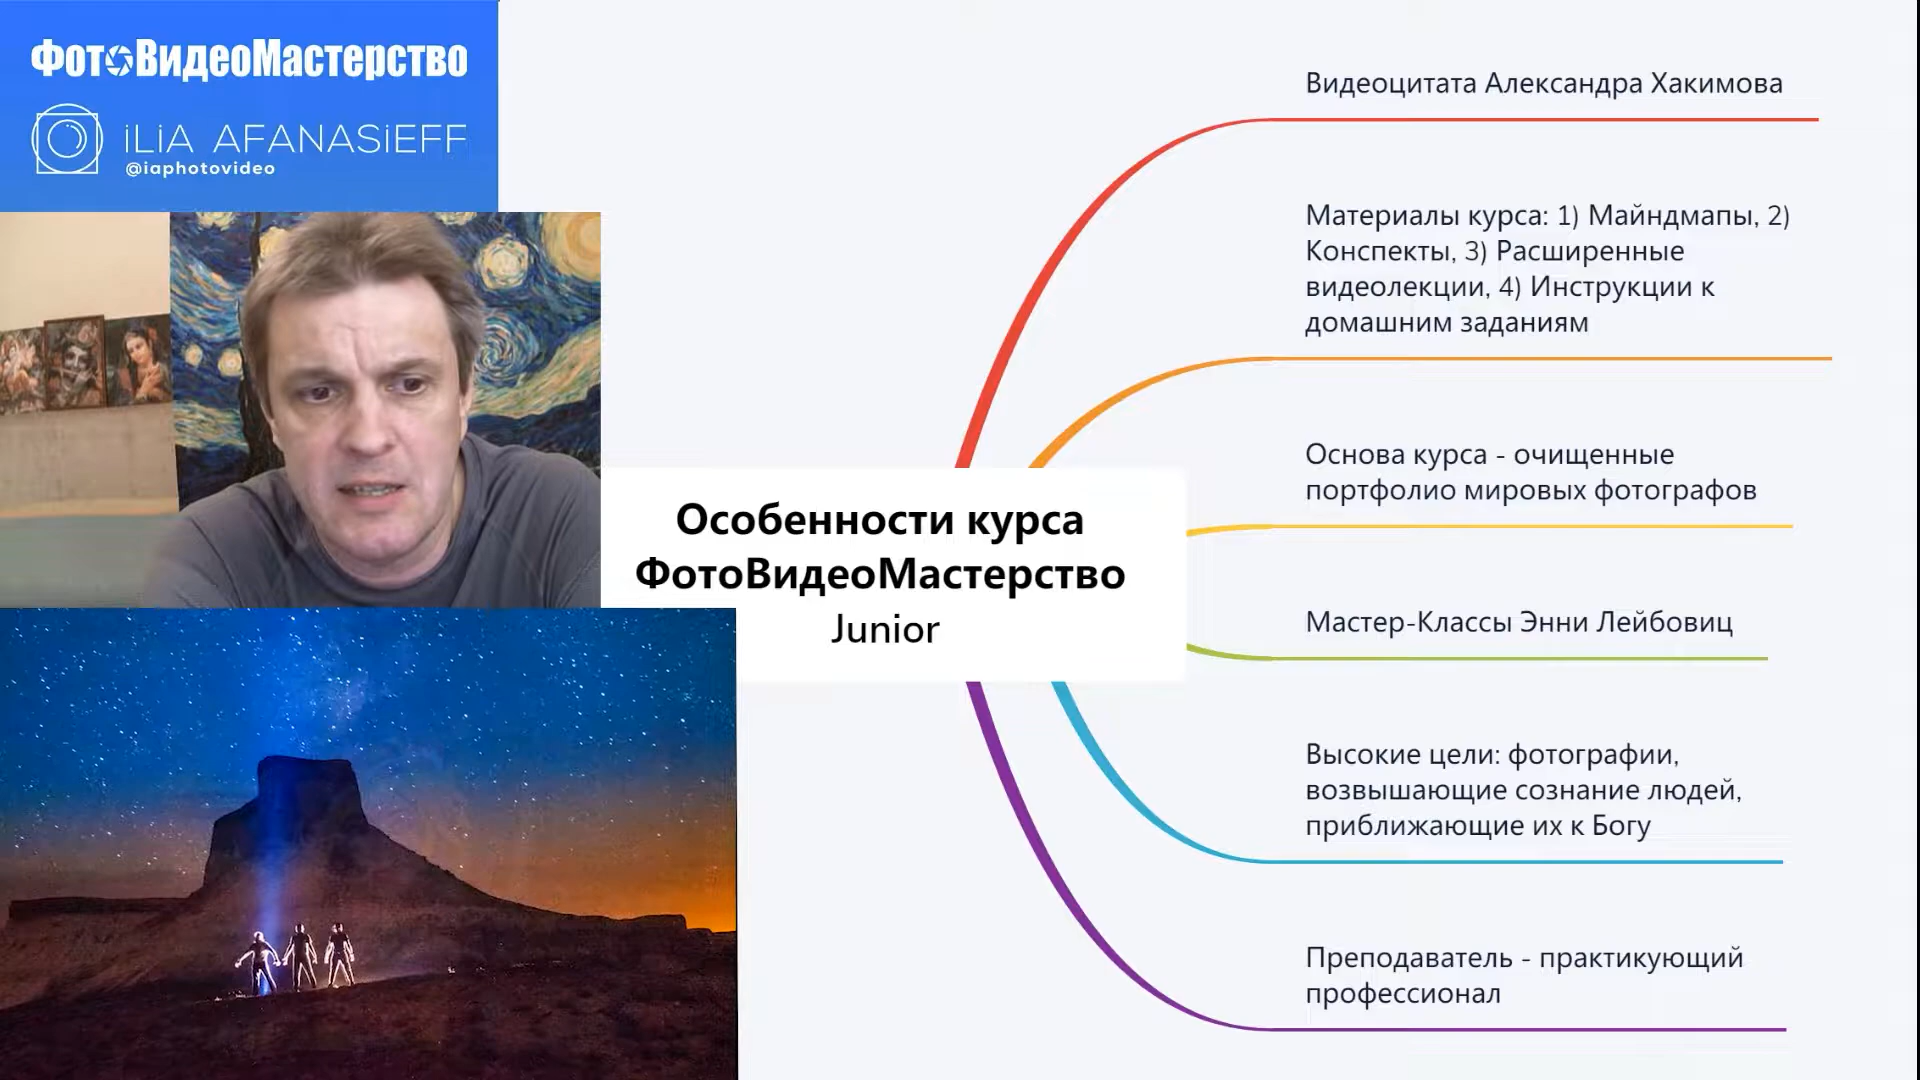 ФотоВидеоМастерство
iLiA AFANASiEFF
@iaphotovideo
Особенности курса
ФотоВидеоМастерство
Junior
Видеоцитата Александра Хакимова
Материалы курса: 1) Майндмапы, 2)
Конспекты, 3) Расширенные
видеолекции, 4) Инструкции к
домашним заданиям
Основа курса - очищенные
портфолио мировых фотографов
Мастер-Классы Энни Лейбовиц
Высокие цели: фотографии,
возвышающие сознание людей,
приближающие их к Богу
Преподаватель - практикующий
профессионал